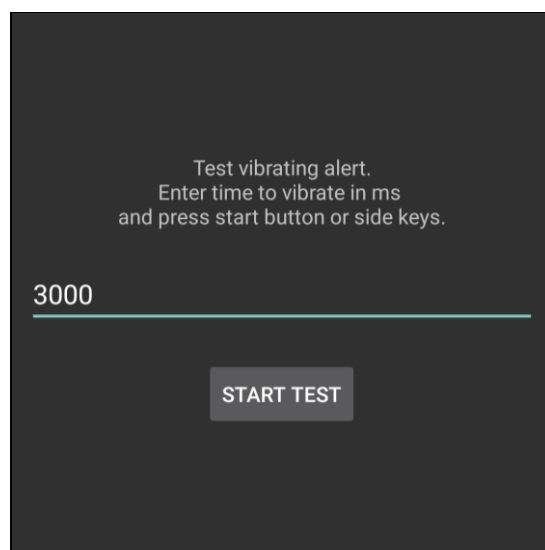 Test vibrating alert.
Enter time to vibrate in ms
and press start button or side keys.
3000
START TEST